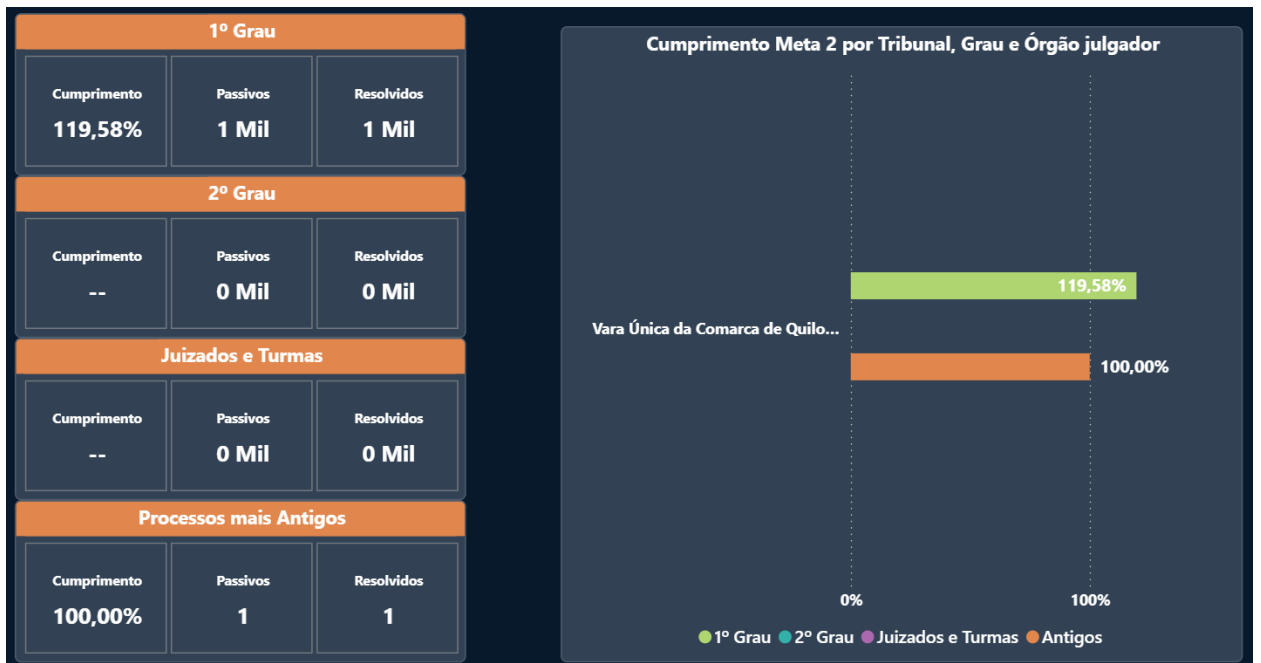 1º Grau
Cumprimento
119,58%
Passivos
1 Mil
Resolvidos
1 Mil
2º Grau
Cumprimento
--
Passivos
0 Mil
Resolvidos
0 Mil
Juizados e Turmas
Cumprimento
--
Passivos
0 Mil
Resolvidos
0 Mil
Processos mais Antigos
Cumprimento
100,00%
Passivos
1
Resolvidos
1
Cumprimento Meta 2 por Tribunal, Grau e Órgão julgador
119,58%
Vara Única da Comarca de Quilo...
100,00%
0%
100%
1º Grau
2º Grau
Juizados e Turmas
Antigos